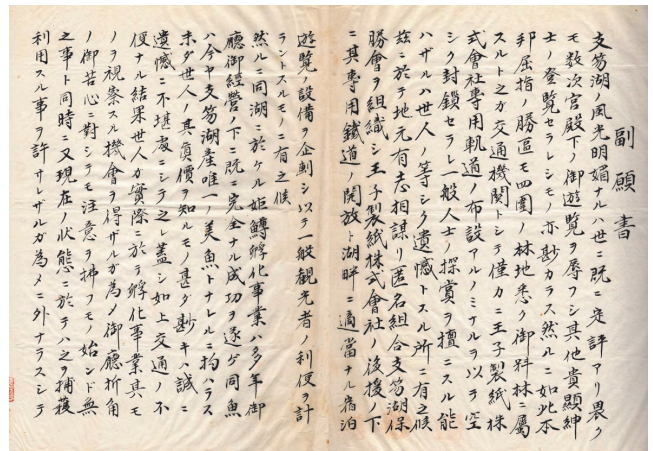 副願書
支笏湖ノ風光明媚ナルハ世ニ既ニ定評アリ畏ク
モ数次宮殿下ノ御遊覧ヲ辱フシ其他貴顕紳
士ノ登覧セラレシモノ亦尠カラス然ルニ如此本
邦屈指ノ勝區モ四圍ノ林地悉ク御料林ニ屬
スルト之カ交通機関トシテ僅カニ王子製紙株
式會社専用軌道ノ布設アルノミナルヲ以テ空
シク封鎖セラレ一般人士ノ探賞ヲ擅ニスル能
ハザルハ世人ノ等シク遺憾トスル所ニ有之候
茲ニ於テ地元有志相謀リ匿名組合支笏湖保
勝會ヲ組織シ王子製紙株式會社ノ後援ノ下
ニ其専用鐵道ノ開放ト湖畔ニ適當ナル宿泊
遊覧ノ設備ヲ企劃シ以テ一般観光者ノ利便ヲ計
ラントスルモノニ有之候
然ルニ同湖ニ於ケル姫鱒孵化事業ハ多年御
廳御經營ノ下ニ既ニ完全ナル成功ヲ遂ゲ同魚
ハ今ヤ支笏湖産唯一ノ美魚トナレルニ拘ハラス
未ダ世人ノ其真價ヲ知ルモノ甚ダ尠キハ誠ニ
遺憾ニ不堪處ニシテ之レ蓋シ如上交通ノ不
便ナル結果世人ガ實際ニ於テ孵化事業其モ
ノヲ視察スル機會ヲ得ザルガ為メ御廳折角
ノ御苦心ニ對シテモ注意ヲ拂フモノ殆ンド無
之事ト同時ニ又現在ノ状態ニ於テハ之ヲ捕獲
利用スル事ヲ許サレザルガ為メニ外ナラスシテ